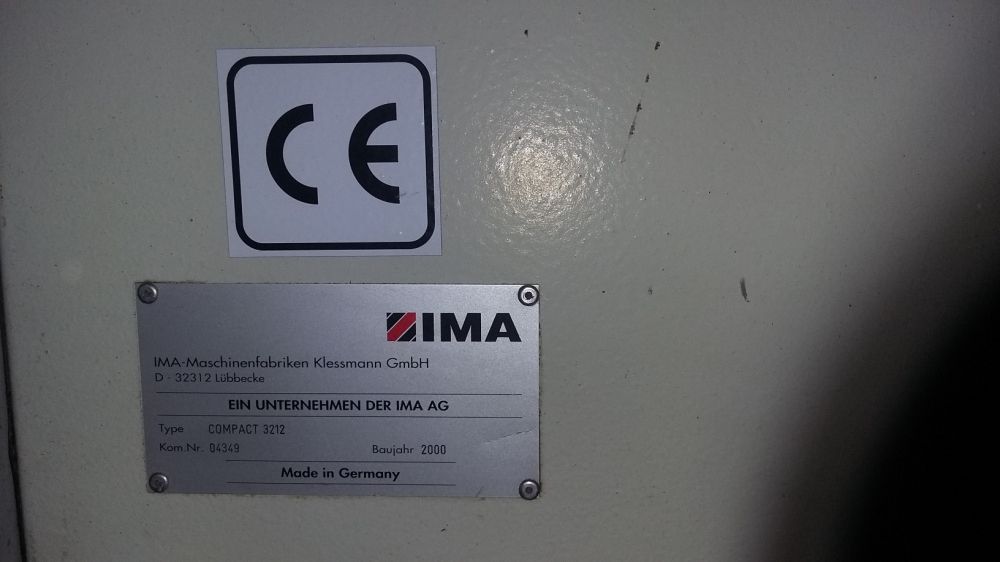 CE
IMA
IMA-Maschinenfabriken Klessmann GmbH
D - 32312 Lübbecke
EIN UNTERNEHMEN DER IMA AG
Type COMPACT 3212
Kom.Nr. 04349 Baujahr 2000
Made in Germany